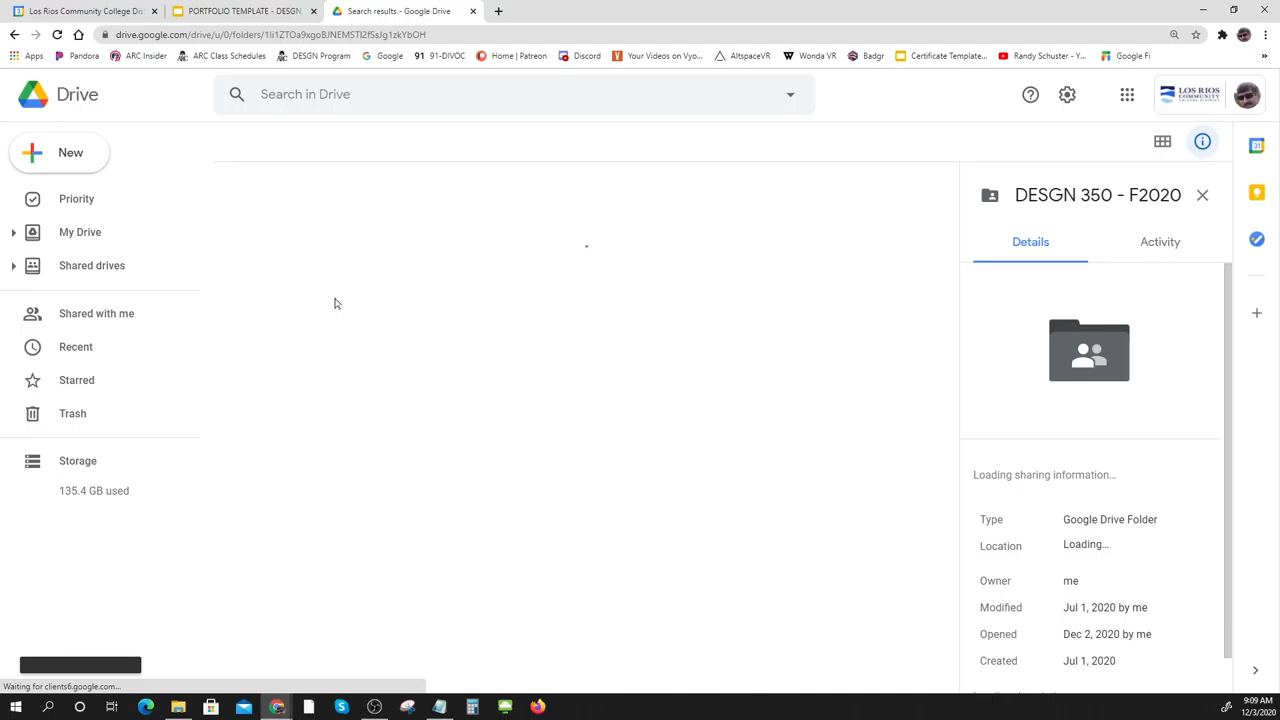 Los Rios Community College Dis
PORTFOLIO TEMPLATE - DESGN
Search results - Google Drive
drive.google.com/drive/u/0/folders/1Ii1ZTOa9xgoBJNEMSTI2fSsJg1zkYbOH
Apps
Pandora
ARC Insider
ARC Class Schedules
DESGN Program
Google
91 91-DIVOC
Home | Patreon
Discord
Your Videos on Vyo...
AltspaceVR
Wonda VR
Badgr
Certificate Template-...
Randy Schuster - Y...
Google Fi
»
Drive
Search in Drive
LOS RIOS
COMMUNITY
COLLEGE DISTRICT
New
Priority
My Drive
Shared drives
Shared with me
Recent
Starred
Trash
Storage
135.4 GB used
DESGN 350 - F2020
Details
Activity
Loading sharing information...
Type Google Drive Folder
Location Loading...
Owner me
Modified Jul 1, 2020 by me
Opened Dec 2, 2020 by me
Created Jul 1, 2020
Waiting for clients6.google.com...
9:09 AM
12/3/2020